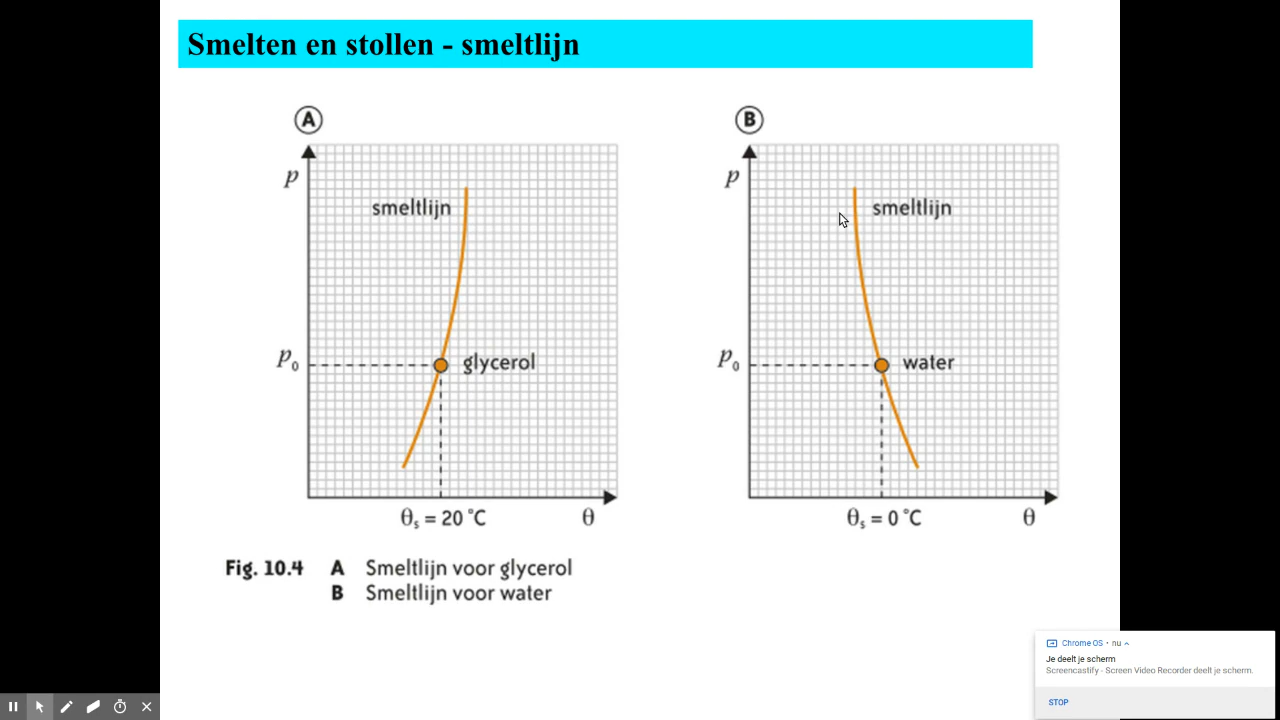 Smelten en stollen - smeltlijn
A
B
p
smeltlijn
p
smeltlijn
p₀
glycerol
p₀
water
θₛ = 20 °C
θ
θₛ = 0 °C
θ
Fig. 10.4 A Smeltlijn voor glycerol
B Smeltlijn voor water
Chrome OS • nu
Je deelt je scherm
Screencastify - Screen Video Recorder deelt je scherm.
STOP